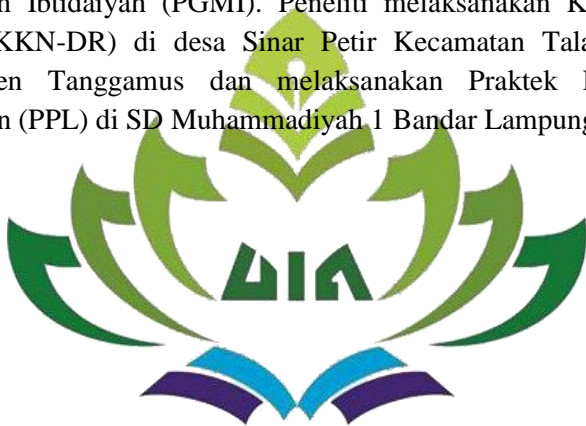 Ibtidaiyah (PGMI). Peneliti melaksanakan
KKN-DR) di desa Sinar Petir Kecamatan
Tanggamus dan melaksanakan Praktek
(PPL) di SD Muhammadiyah 1 Bandar Lampung
UIN